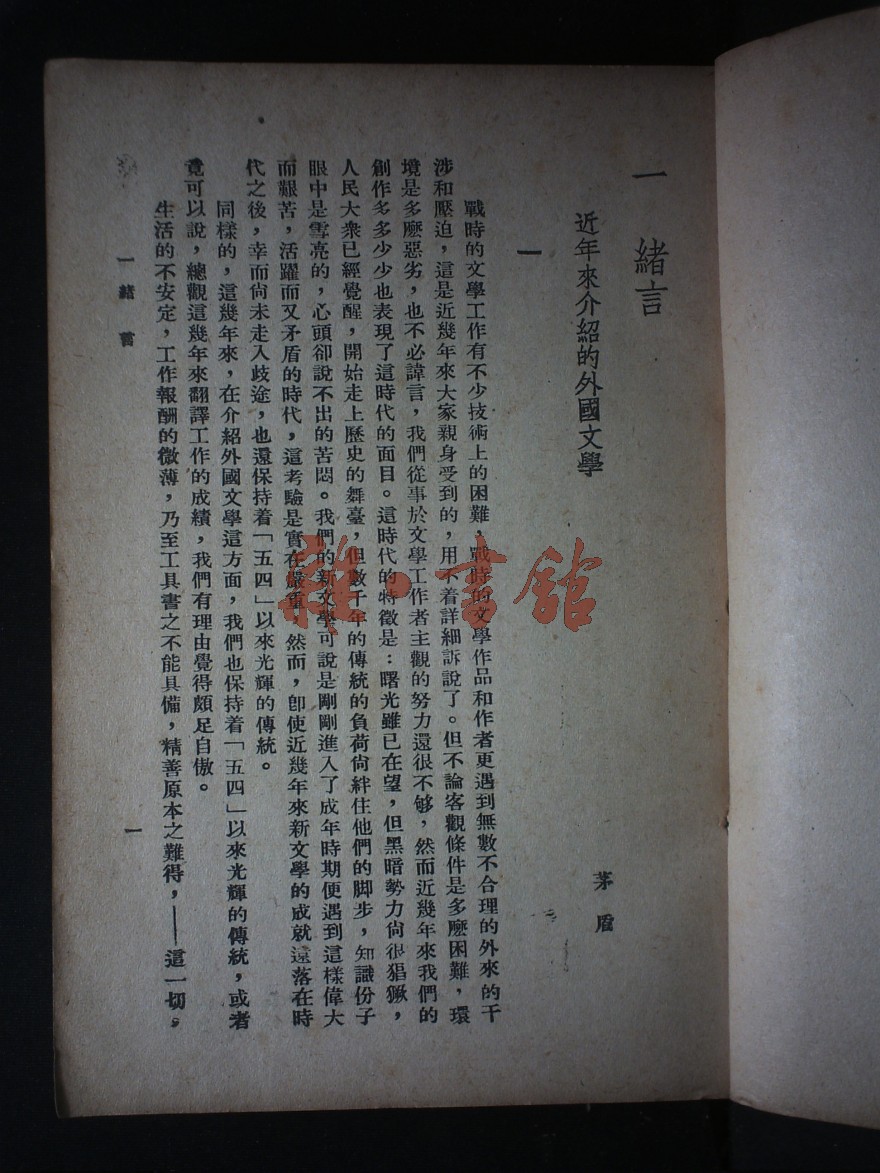 一 緒言
近年來介紹的外國文學
茅盾
一
戰時的文學工作有不少技術上的困難，戰時的文學作品和作者更遇到無數不合理的外來的干
涉和壓迫，這是近幾年來大家親身受到的，用不着詳細訴說了。但不論客觀條件是多麽困難，環
境是多麽惡劣，也不必諱言，我們從事於文學工作者主觀的努力還很不够，然而近幾年來我們的
創作多多少少也表現了這時代的面目。這時代的特徵是：曙光雖已在望，但黑暗勢力尙很猖獗，
人民大衆已經覺醒，開始走上歷史的舞臺，但數千年的傳統的負荷尙絆住他們的脚步，知識份子
眼中是雪亮的，心頭卻說不出的苦悶。我們的新文學可說是剛剛進入了成年時期便遇到這樣偉大
而艱苦，活躍而又矛盾的時代，這考驗是實在嚴重，然而，卽使近幾年來新文學的成就遠落在時
代之後，幸而尙未走入歧途，也還保持着「五四」以來光輝的傳統。
同樣的，這幾年來，在介紹外國文學這方面，我們也保持着「五四」以來光輝的傳統，或者
竟可以說，總觀這幾年來翻譯工作的成績，我們有理由覺得頗足自傲。
生活的不安定，工作報酬的微薄，乃至工具書之不能具備，精善原本之難得，——這一切，
一 緒言
一
雜·書館